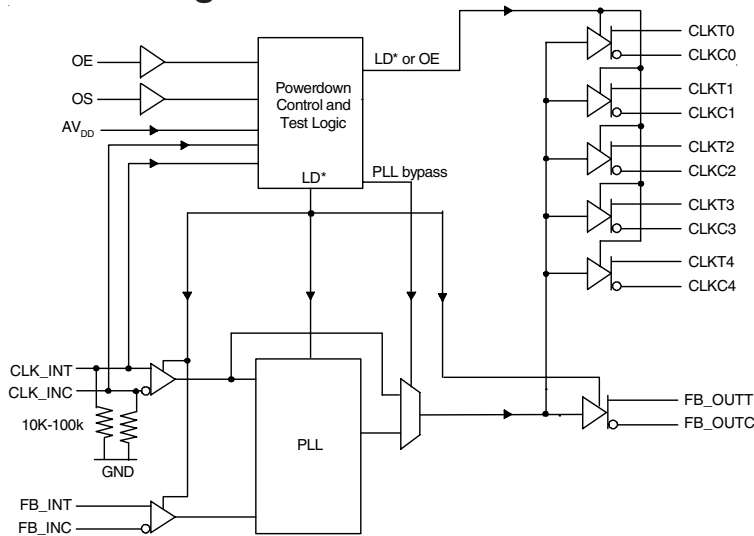 OE
OS
AVDD
Powerdown
Control and
Test Logic
LD*
LD* or OE
PLL bypass
CLKT0
CLKC0
CLKT1
CLKC1
CLKT2
CLKC2
CLKT3
CLKC3
CLKT4
CLKC4
CLK_INT
CLK_INC
10K-100k
GND
PLL
FB_INT
FB_INC
FB_OUTT
FB_OUTC